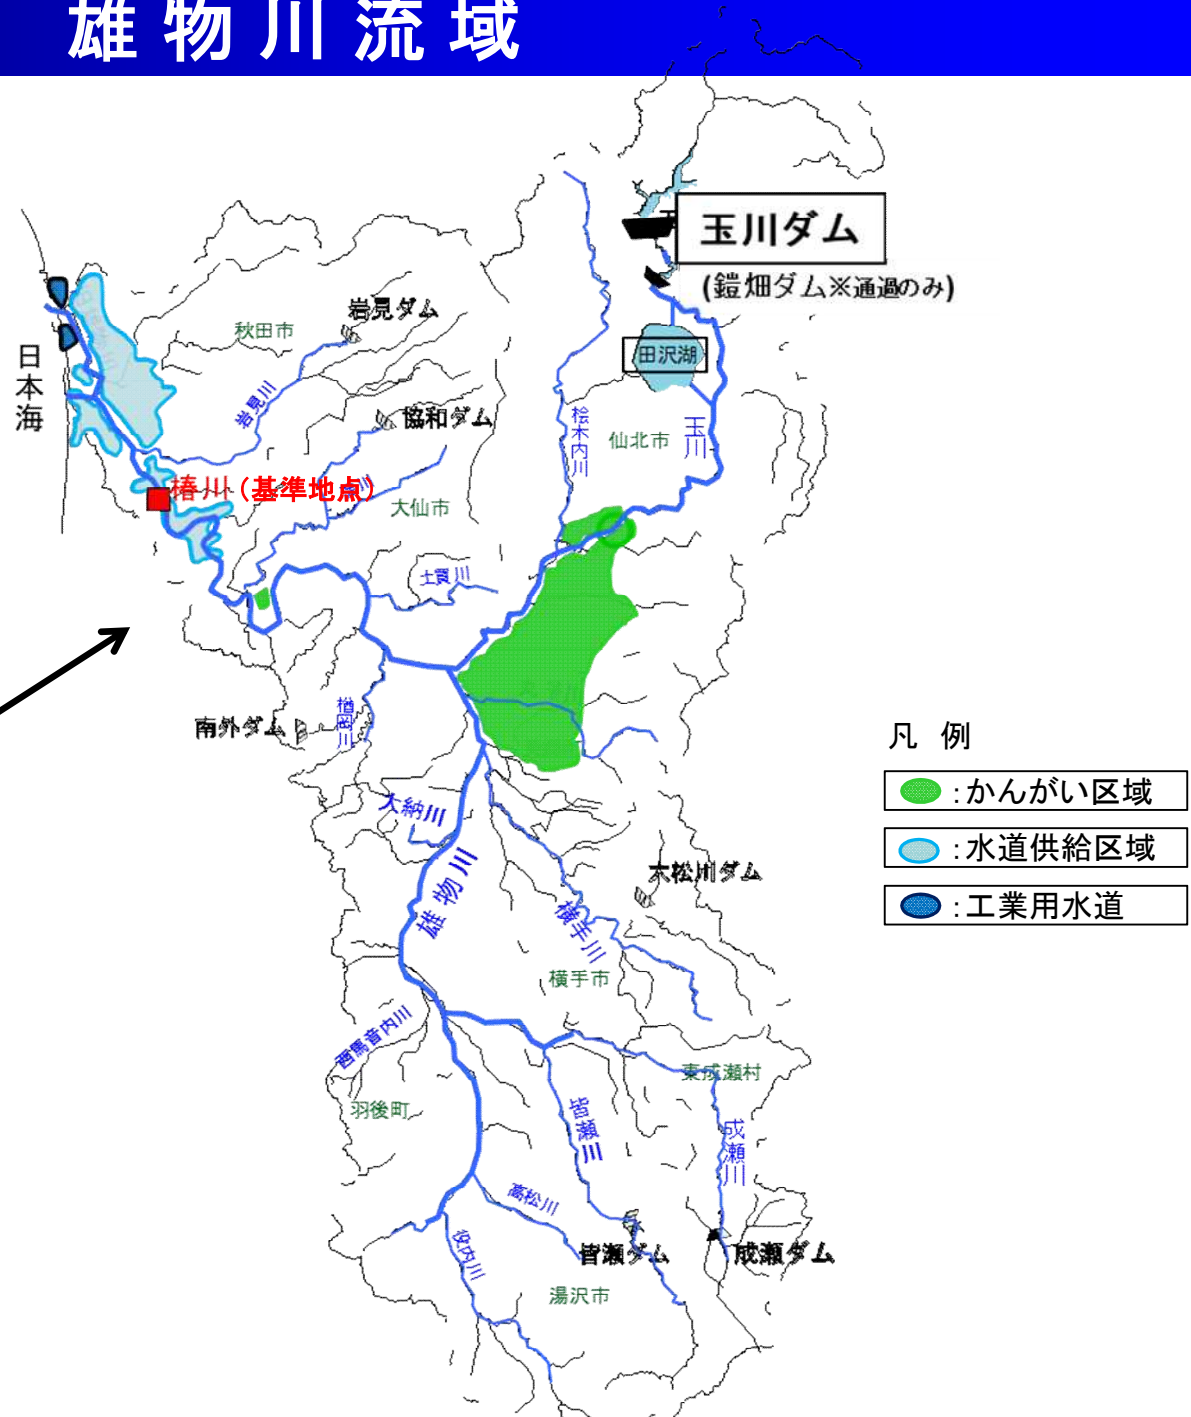 雄物川流域
玉川ダム
(鎧畑ダム※通過のみ)
岩見ダム
秋田市
日本海
田沢湖
岩見川
協和ダム
桧木内川
仙北市
玉川
椿川（基準地点）
大仙市
土買川
楢岡川
南外ダム
凡 例
：かんがい区域
：水道供給区域
：工業用水道
大納川
雄物川
大松川ダム
横手川
横手市
西馬音内川
東成瀬村
羽後町
皆瀬川
成瀬川
高松川
役内川
皆瀬ダム
成瀬ダム
湯沢市